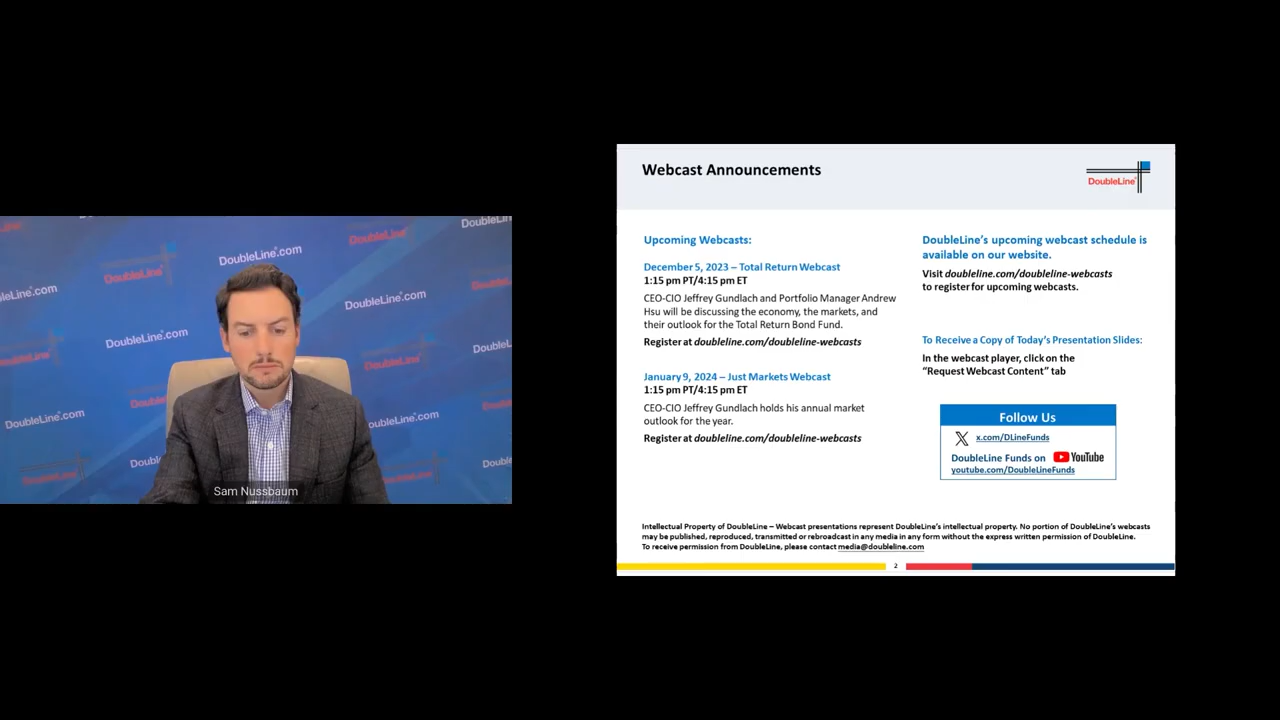 DoubleLine.com
DoubleLine.com
DoubleLine.com
DoubleLine.com
DoubleLine.com
DoubleLine
Sam Nussbaum
Webcast Announcements
DoubleLine®
Upcoming Webcasts:
December 5, 2023 – Total Return Webcast
1:15 pm PT/4:15 pm ET
CEO-CIO Jeffrey Gundlach and Portfolio Manager Andrew
Hsu will be discussing the economy, the markets, and
their outlook for the Total Return Bond Fund.
Register at doubleline.com/doubleline-webcasts
January 9, 2024 – Just Markets Webcast
1:15 pm PT/4:15 pm ET
CEO-CIO Jeffrey Gundlach holds his annual market
outlook for the year.
Register at doubleline.com/doubleline-webcasts
DoubleLine’s upcoming webcast schedule is
available on our website.
Visit doubleline.com/doubleline-webcasts
to register for upcoming webcasts.
To Receive a Copy of Today’s Presentation Slides:
In the webcast player, click on the
“Request Webcast Content” tab
Follow Us
X x.com/DLineFunds
DoubleLine Funds on YouTube
youtube.com/DoubleLineFunds
Intellectual Property of DoubleLine – Webcast presentations represent DoubleLine’s intellectual property. No portion of DoubleLine’s webcasts
may be published, reproduced, transmitted or rebroadcast in any media in any form without the express written permission of DoubleLine.
To receive permission from DoubleLine, please contact media@doubleline.com
2